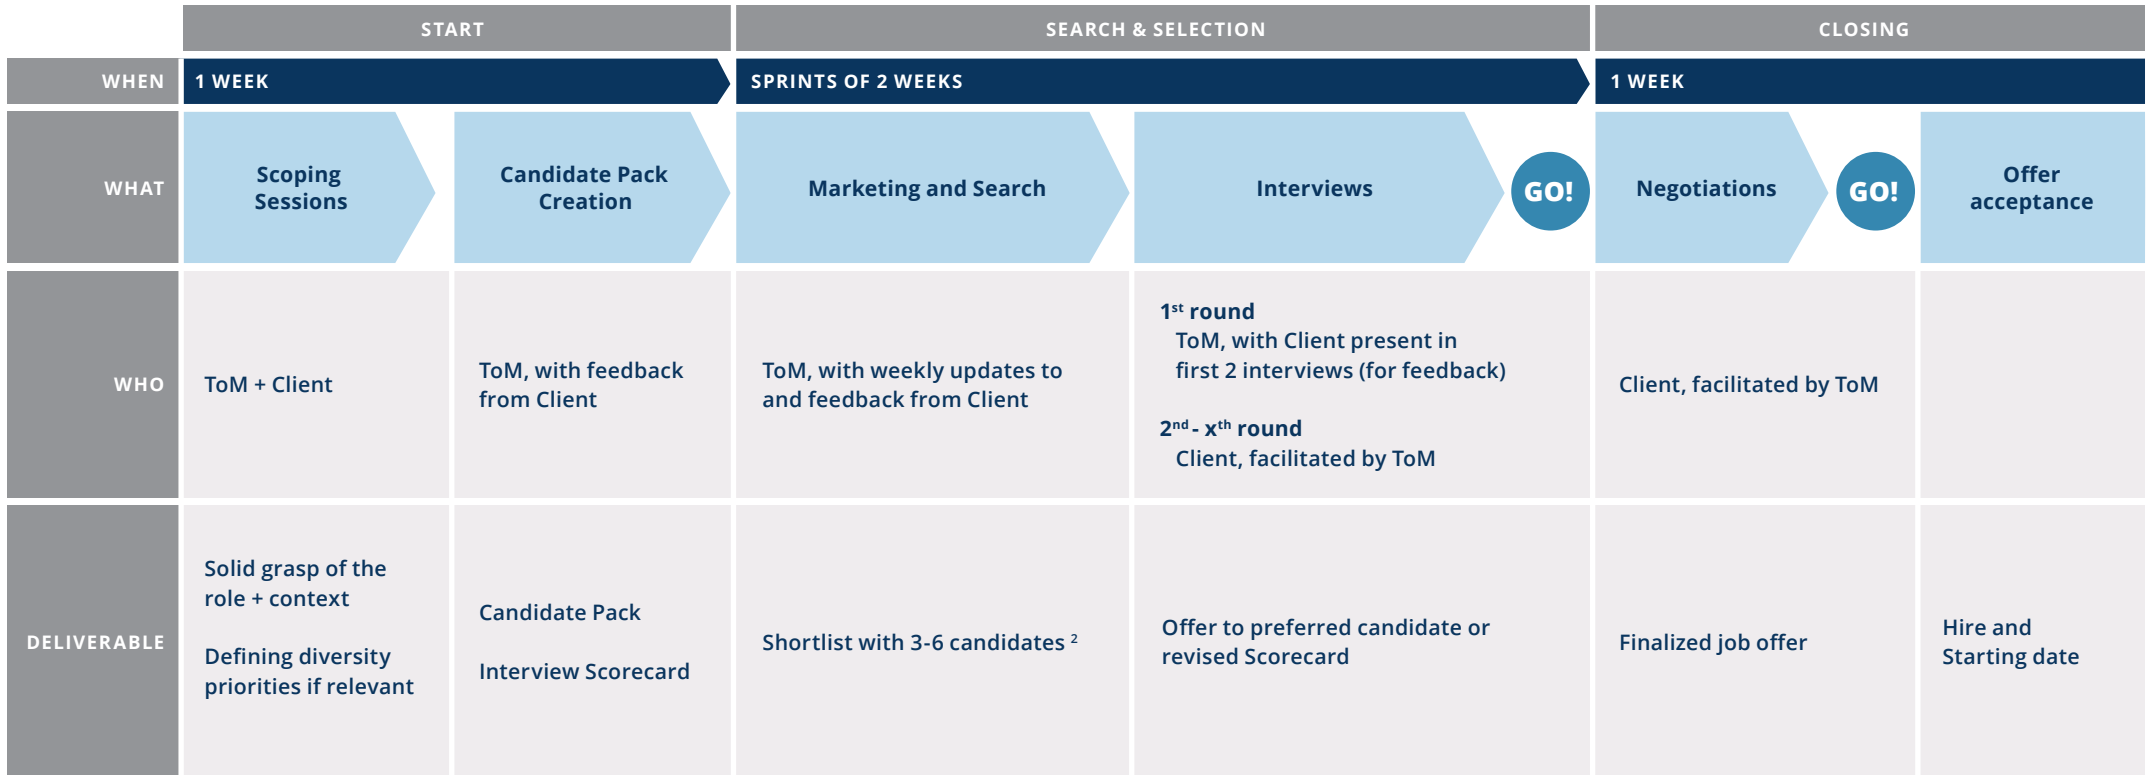 START
SEARCH & SELECTION
CLOSING
WHEN
1 WEEK
SPRINTS OF 2 WEEKS
1 WEEK
WHAT
Scoping
Sessions
Candidate Pack
Creation
Marketing and Search
Interviews
GO!
Negotiations
GO!
Offer
acceptance
WHO
ToM + Client
ToM, with feedback
from Client
ToM, with weekly updates to
and feedback from Client
1st round
ToM, with Client present in
first 2 interviews (for feedback)
2nd - xth round
Client, facilitated by ToM
Client, facilitated by ToM
DELIVERABLE
Solid grasp of the
role + context
Defining diversity
priorities if relevant
Candidate Pack
Interview Scorecard
Shortlist with 3-6 candidates 2
Offer to preferred candidate or
revised Scorecard
Finalized job offer
Hire and
Starting date